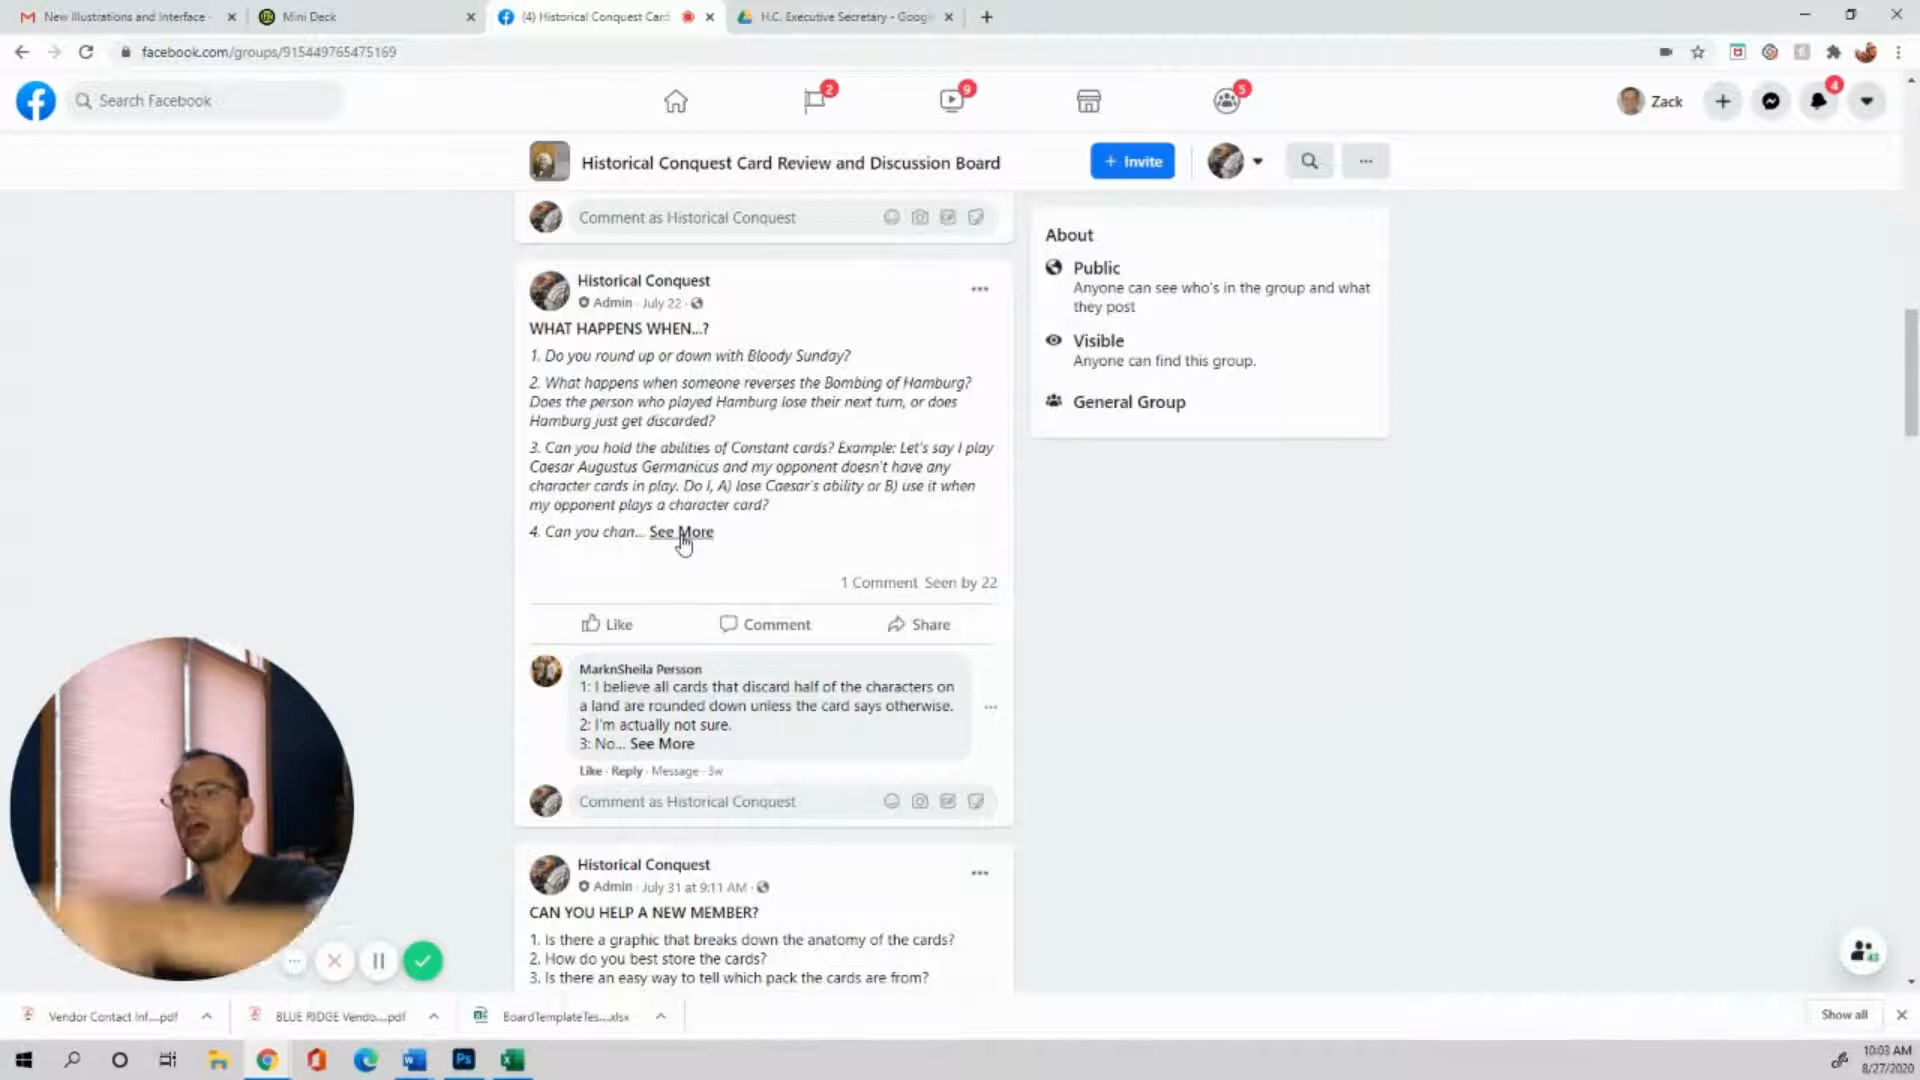 New Illustrations and Interface -
Mini Deck
(4) Historical Conquest Card
H.C. Executive Secretary - Goog
facebook.com/groups/915449765475169
Search Facebook
2
9
5
Zack
4
Historical Conquest Card Review and Discussion Board
+ Invite
Comment as Historical Conquest
About
Public
Anyone can see who's in the group and what
they post
Visible
Anyone can find this group.
General Group
Historical Conquest
Admin · July 22 ·
WHAT HAPPENS WHEN...?
1. Do you round up or down with Bloody Sunday?
2. What happens when someone reverses the Bombing of Hamburg?
Does the person who played Hamburg lose their next turn, or does
Hamburg just get discarded?
3. Can you hold the abilities of Constant cards? Example: Let's say I play
Caesar Augustus Germanicus and my opponent doesn't have any
character cards in play. Do I, A) lose Caesar's ability or B) use it when
my opponent plays a character card?
4. Can you chan... See More
1 Comment Seen by 22
Like
Comment
Share
MarknSheila Persson
1: I believe all cards that discard half of the characters on
a land are rounded down unless the card says otherwise.
2: I'm actually not sure.
3: No... See More
Like · Reply · Message · 3w
Comment as Historical Conquest
Historical Conquest
Admin · July 31 at 9:11 AM ·
CAN YOU HELP A NEW MEMBER?
1. Is there a graphic that breaks down the anatomy of the cards?
2. How do you best store the cards?
3. Is there an easy way to tell which pack the cards are from?
43
Vendor Contact Inf....pdf
BLUE RIDGE Vendo....pdf
BoardTemplateTes....xlsx
Show all
Ps
10:03 AM
8/27/2020